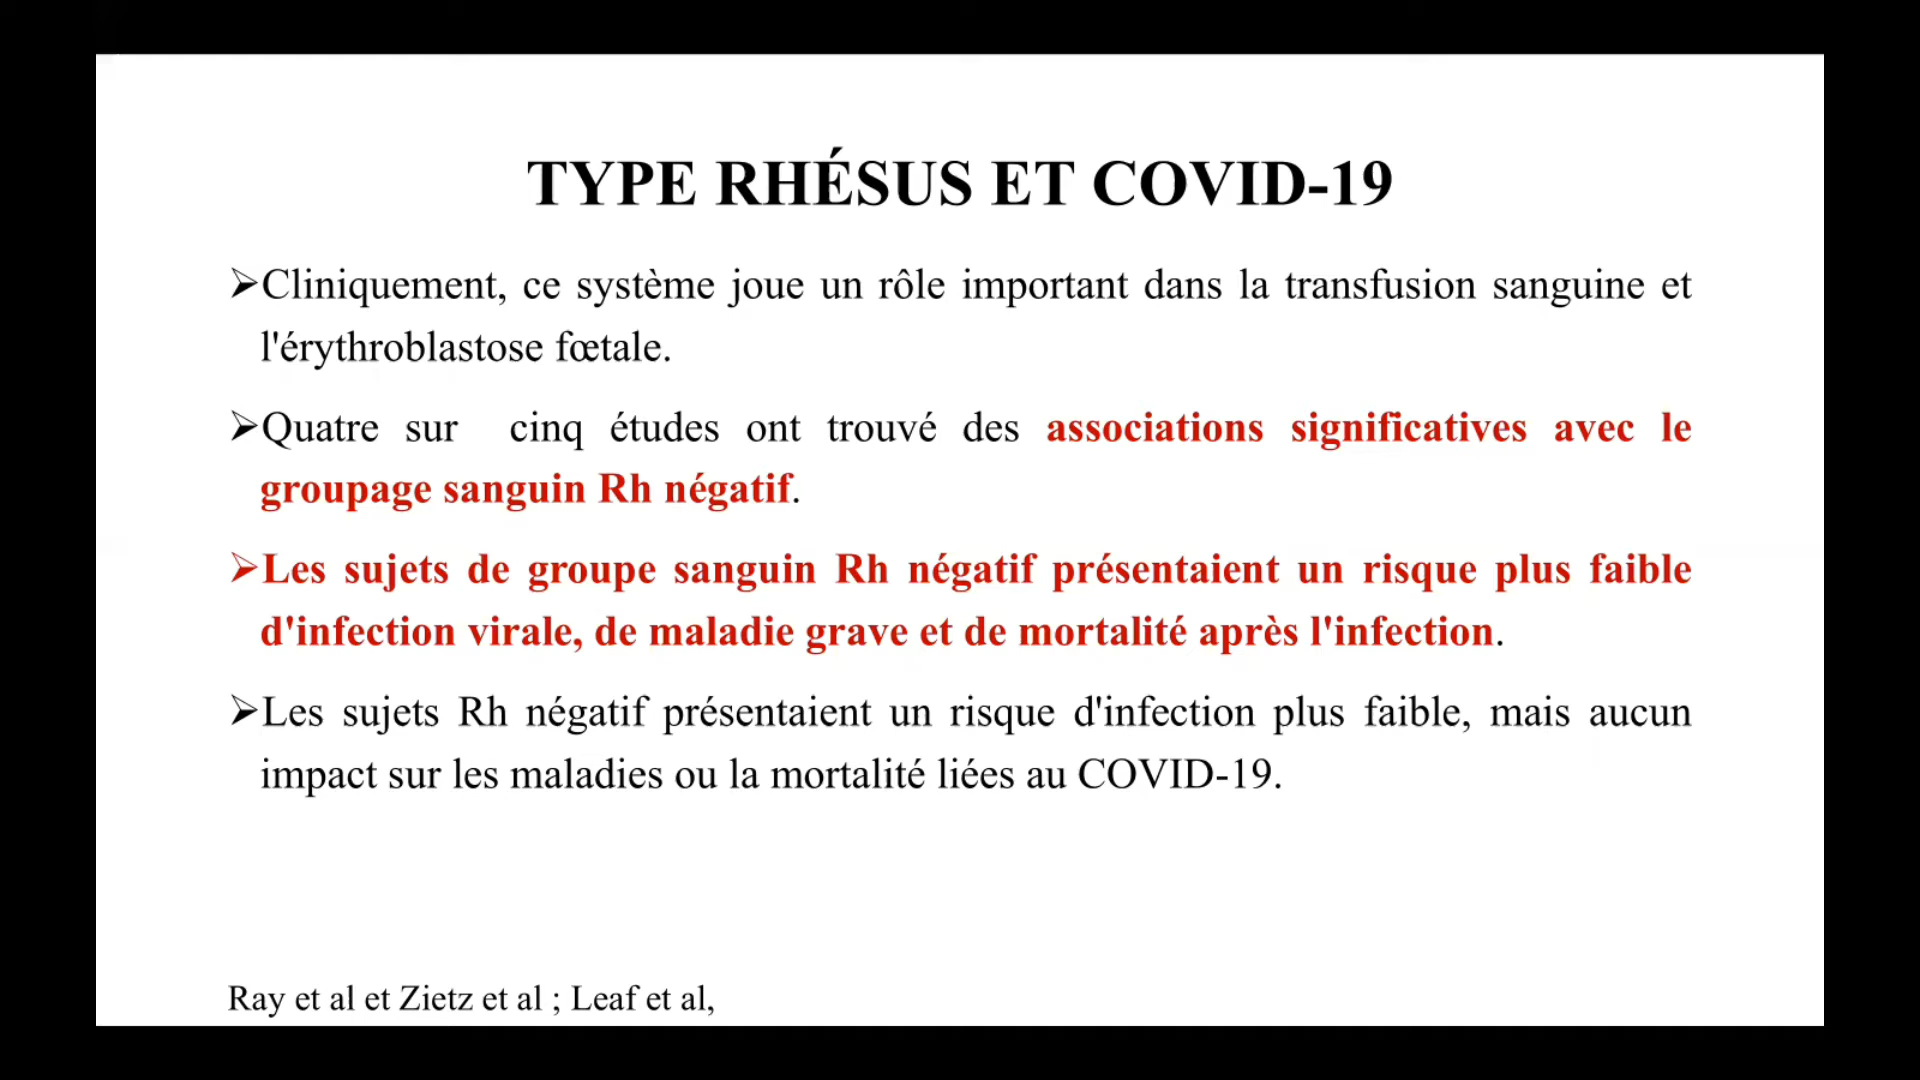 TYPE RHÉSUS ET COVID-19
➢Cliniquement, ce système joue un rôle important dans la transfusion sanguine et
l'érythroblastose fœtale.
➢Quatre sur cinq études ont trouvé des associations significatives avec le
groupage sanguin Rh négatif.
➢Les sujets de groupe sanguin Rh négatif présentaient un risque plus faible
d'infection virale, de maladie grave et de mortalité après l'infection.
➢Les sujets Rh négatif présentaient un risque d'infection plus faible, mais aucun
impact sur les maladies ou la mortalité liées au COVID-19.
Ray et al et Zietz et al ; Leaf et al,